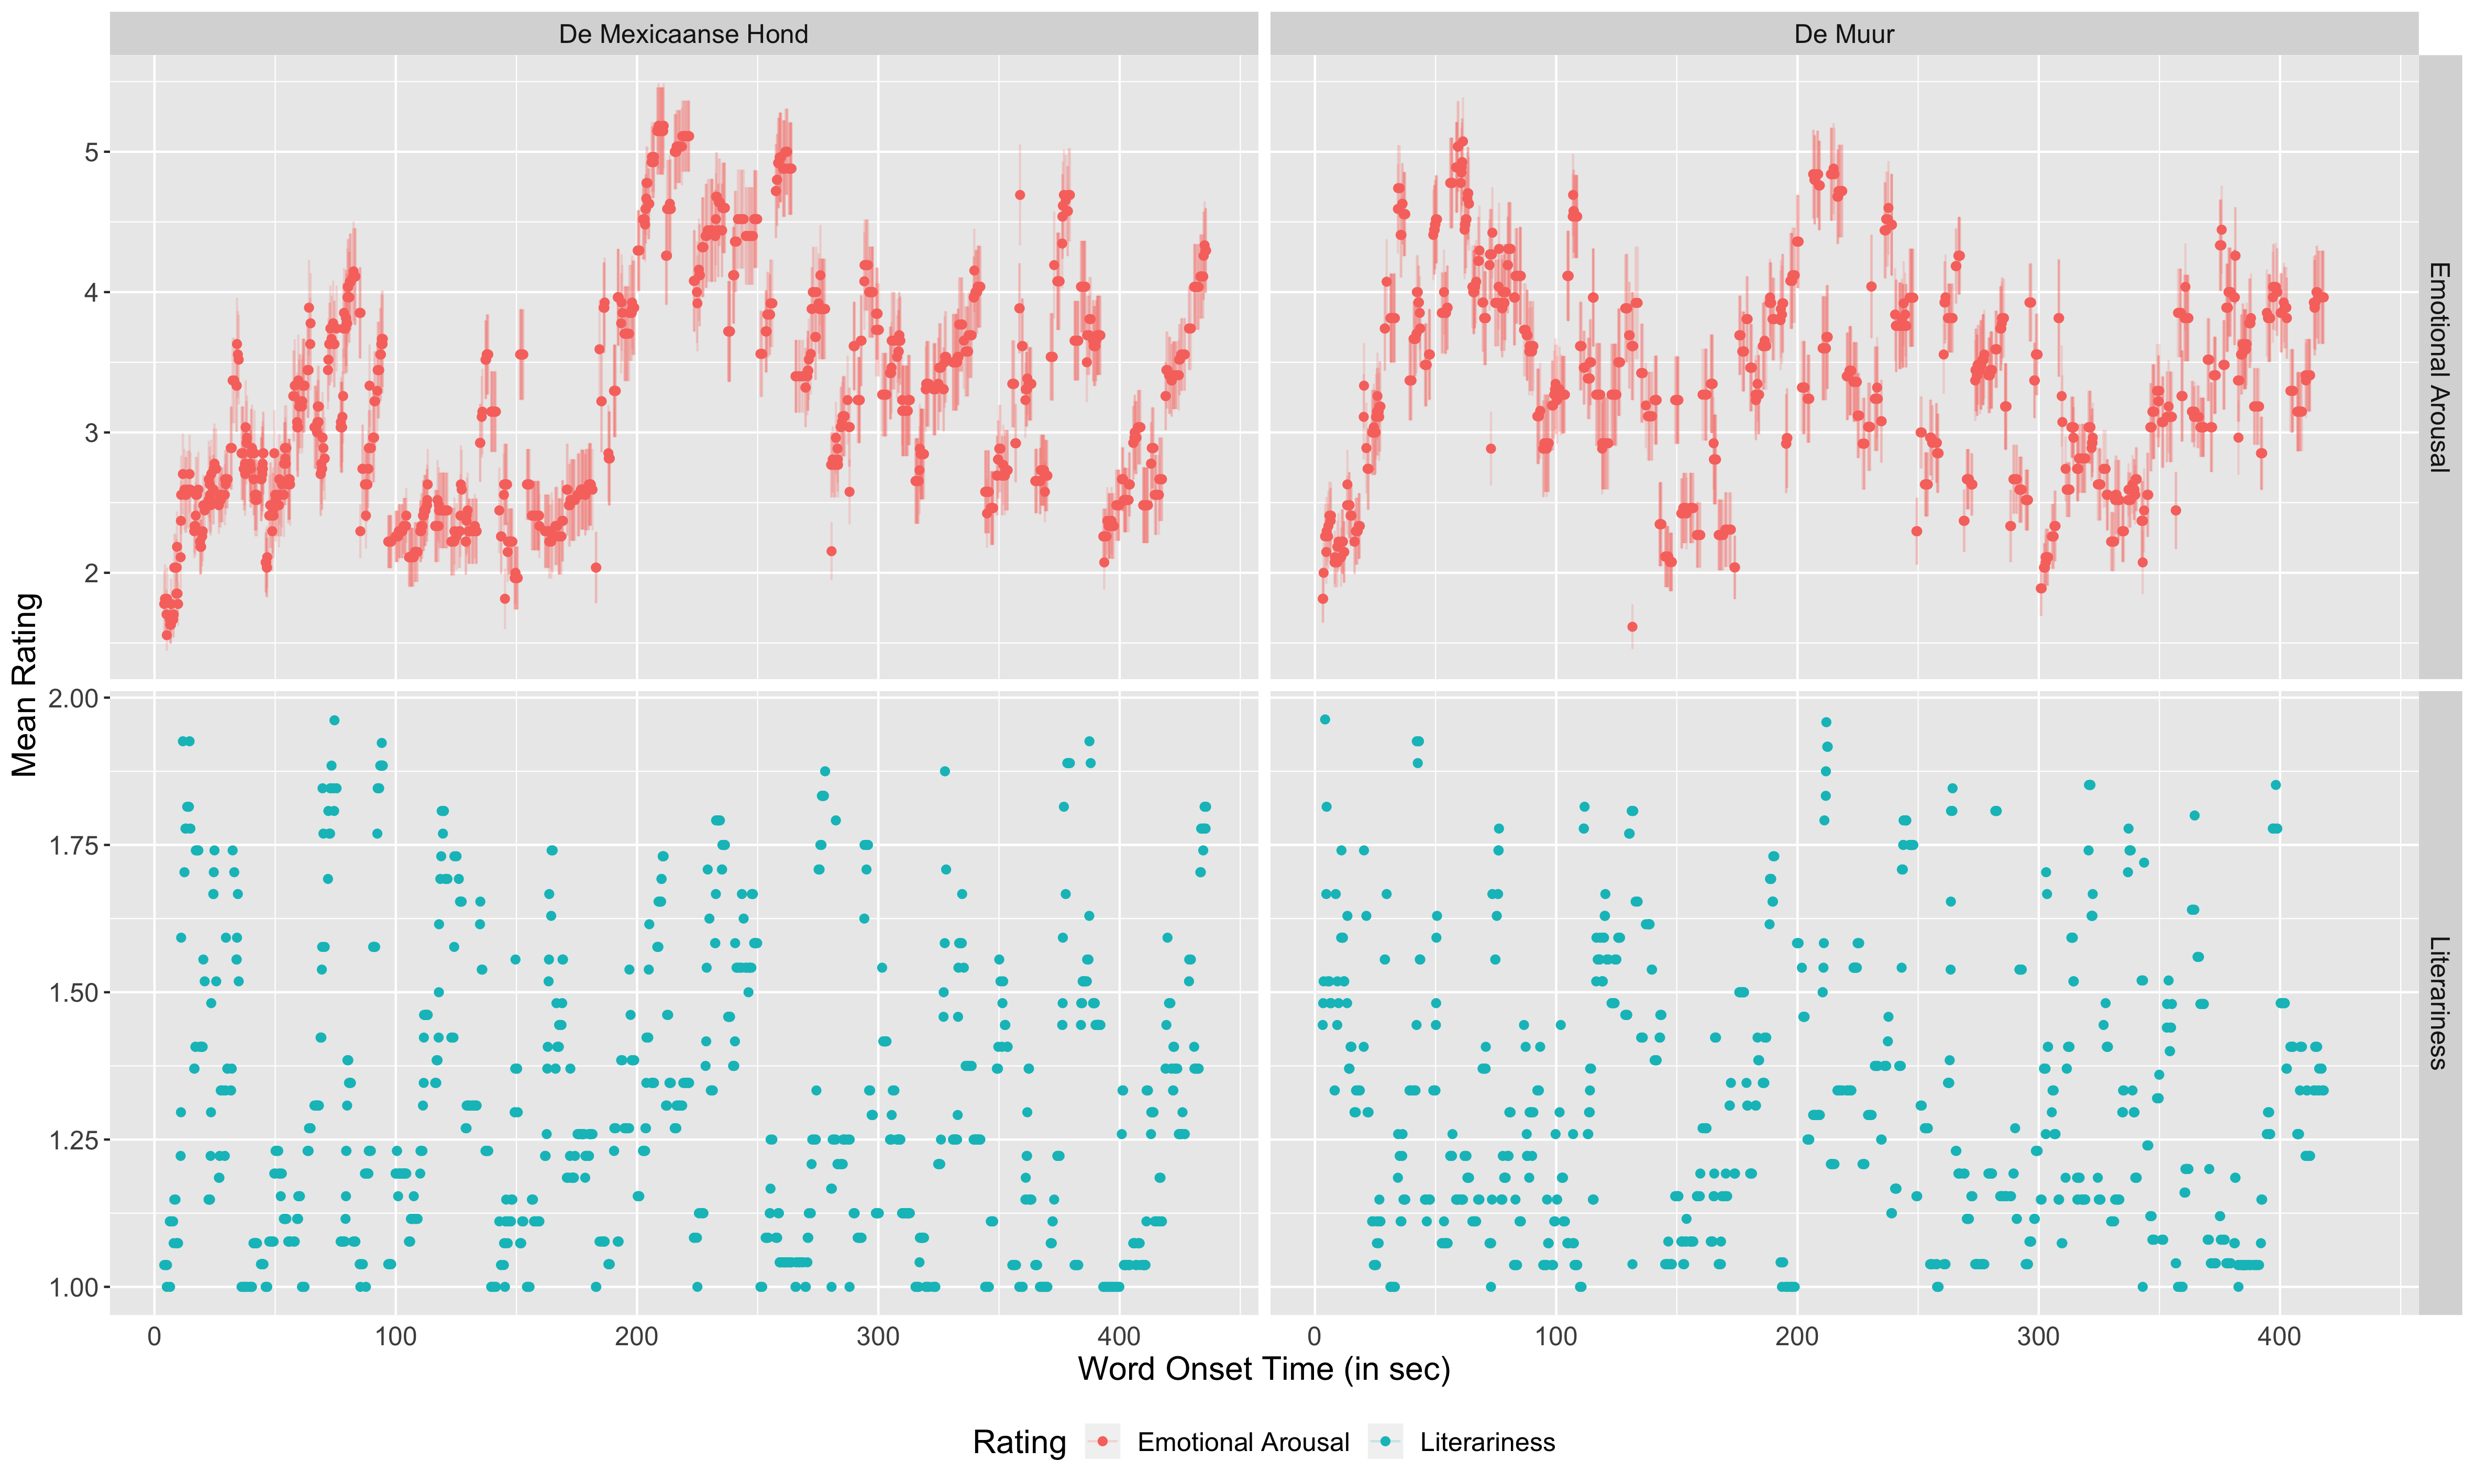 De Mexicaanse Hond
De Muur
Mean Rating
5
4
3
2
Emotional Arousal
2.00
1.75
1.50
1.25
1.00
Literariness
0 100 200 300 400
0 100 200 300 400
Word Onset Time (in sec)
Rating Emotional Arousal Literariness